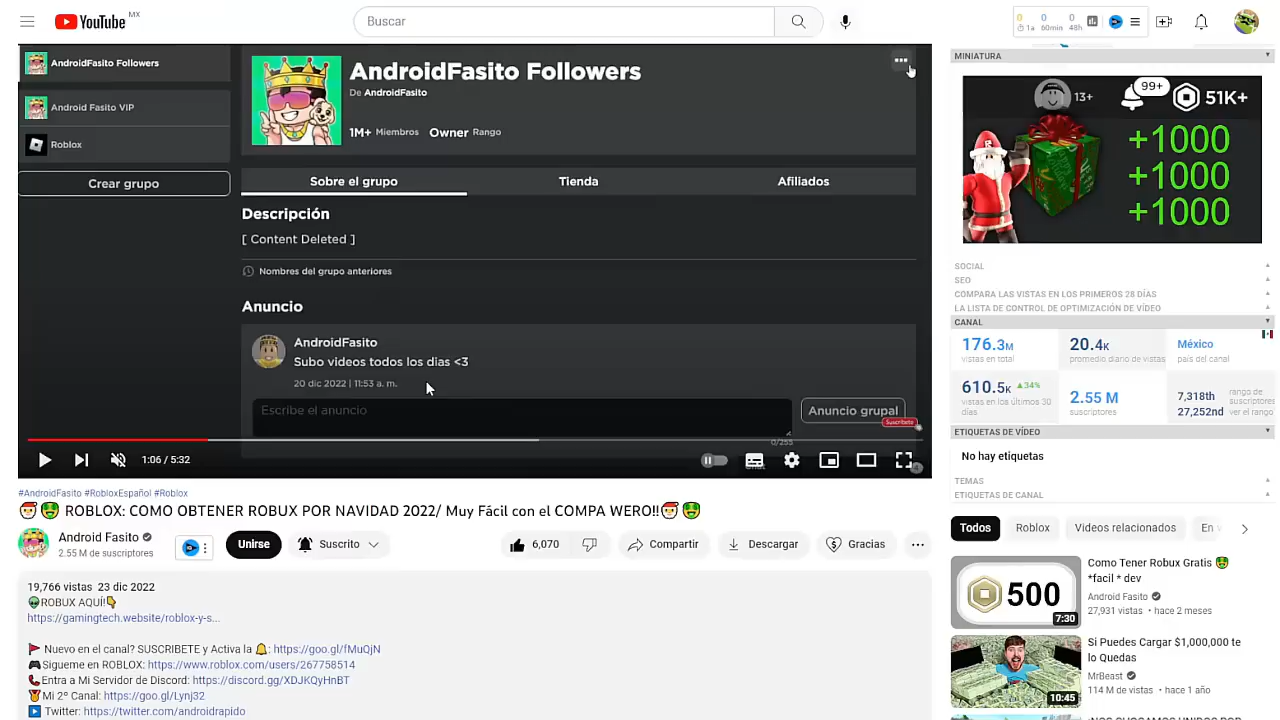 YouTube MX
Buscar
0 0 0
1a 60min 48h
AndroidFasito Followers
Android Fasito VIP
Roblox
Crear grupo
AndroidFasito Followers
De AndroidFasito
1M+ Miembros Owner Rango
Sobre el grupo
Tienda
Afiliados
Descripción
[ Content Deleted ]
Nombres del grupo anteriores
Anuncio
AndroidFasito
Subo videos todos los dias <3
20 dic 2022 | 11:53 a. m.
Escribe el anuncio
Anuncio grupal
Suscríbete
0/255
1:06 / 5:32
#AndroidFasito #RobloxEspañol #Roblox
🎅🤑 ROBLOX: COMO OBTENER ROBUX POR NAVIDAD 2022/ Muy Fácil con el COMPA WERO!!🎅🤑
Android Fasito
2.55 M de suscriptores
Unirse
Suscrito
6,070
Compartir
Descargar
Gracias
19,766 vistas 23 dic 2022
👽ROBUX AQUÍ!👇
https://gamingtech.website/roblox-y-s...
🚩 Nuevo en el canal? SUSCRIBETE y Activa la 🔔: https://goo.gl/fMuQjN
🎮Sigueme en ROBLOX: https://www.roblox.com/users/267758514
📞Entra a Mi Servidor de Discord: https://discord.gg/XDJKQyHnBT
🏅Mi 2º Canal: https://goo.gl/Lynj32
▶ Twitter: https://twitter.com/androidrapido
MINIATURA
13+ 99+ 51K+
+1000
+1000
+1000
SOCIAL
SEO
COMPARA LAS VISTAS EN LOS PRIMEROS 28 DÍAS
LA LISTA DE CONTROL DE OPTIMIZACIÓN DE VÍDEO
CANAL
176.3M
vistas en total
20.4K
promedio diario de vistas
México
país del canal
610.5K ▲34%
vistas en los últimos 30 días
2.55 M
suscriptores
7,318th
27,252nd
rango de suscriptores
ver el rango
ETIQUETAS DE VÍDEO
No hay etiquetas
TEMAS
ETIQUETAS DE CANAL
Todos
Roblox
Videos relacionados
En v
500
7:30
Como Tener Robux Gratis 🤑
*facil * dev
Android Fasito
27,931 vistas • hace 2 meses
10:45
Si Puedes Cargar $1,000,000 te
lo Quedas
MrBeast
114 M de vistas • hace 1 año